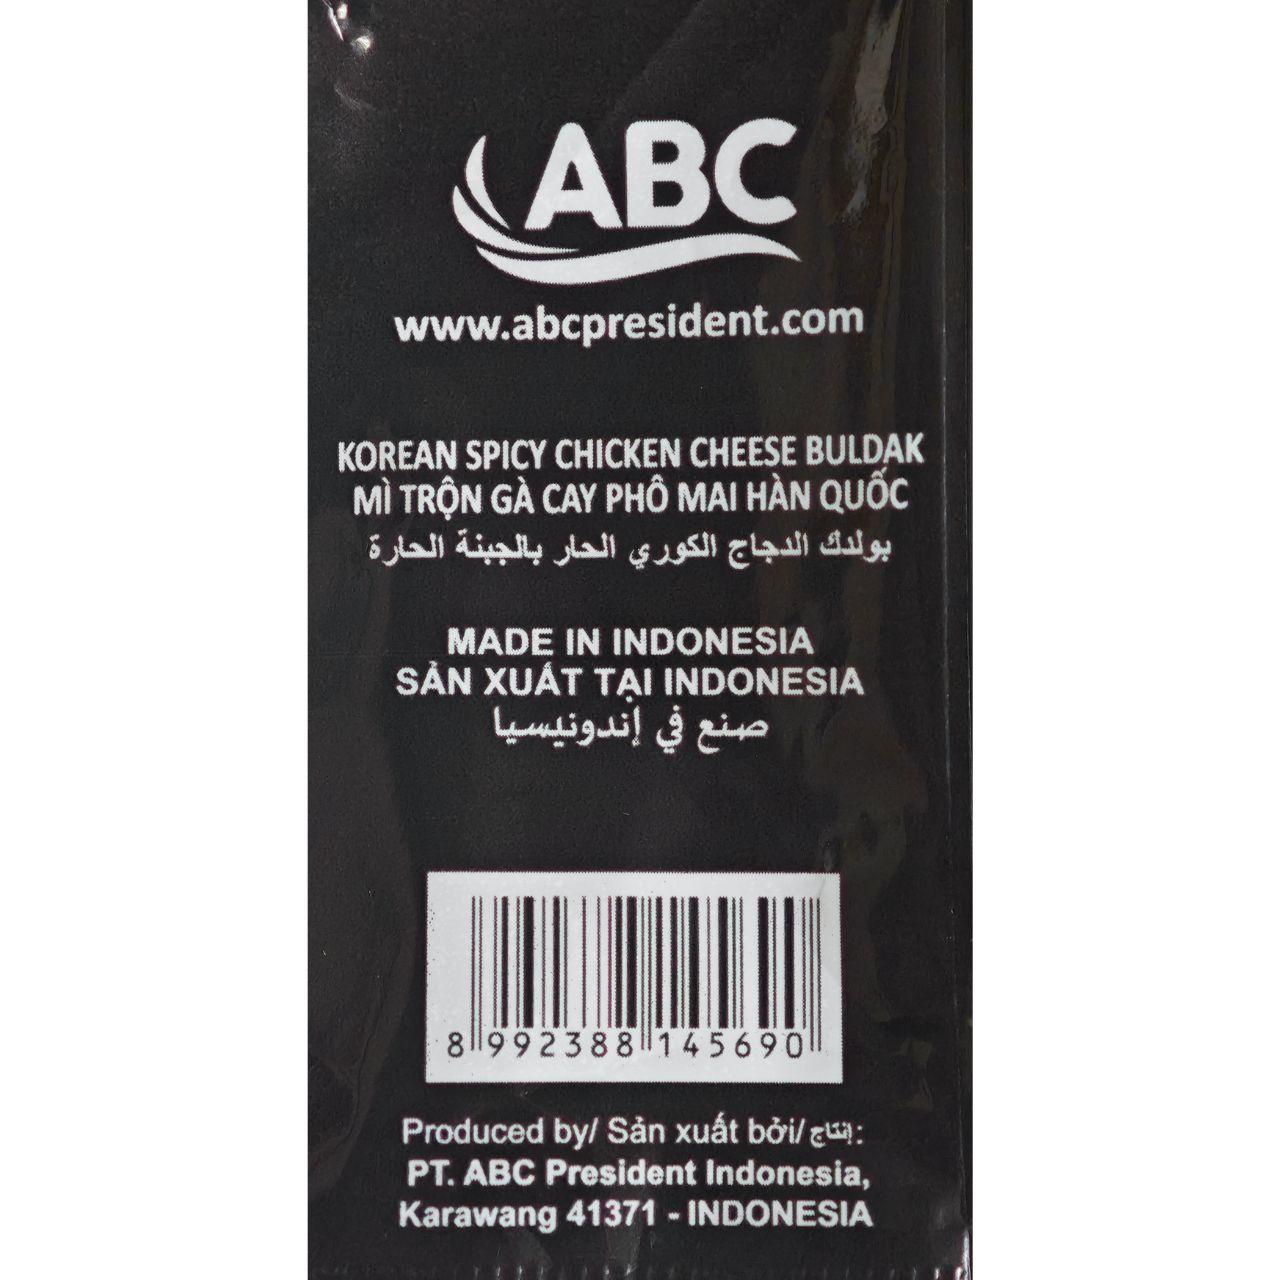 ABC
www.abcpresident.com
KOREAN SPICY CHICKEN CHEESE BULDAK
MÌ TRỘN GÀ CAY PHÔ MAI HÀN QUỐC
بولدك الدجاج الكوري الحار بالجبنة الحارة
MADE IN INDONESIA
SẢN XUẤT TẠI INDONESIA
صنع في إندونيسيا
8 992388 145690
Produced by/ Sản xuất bởi/ إنتاج:
PT. ABC President Indonesia,
Karawang 41371 - INDONESIA